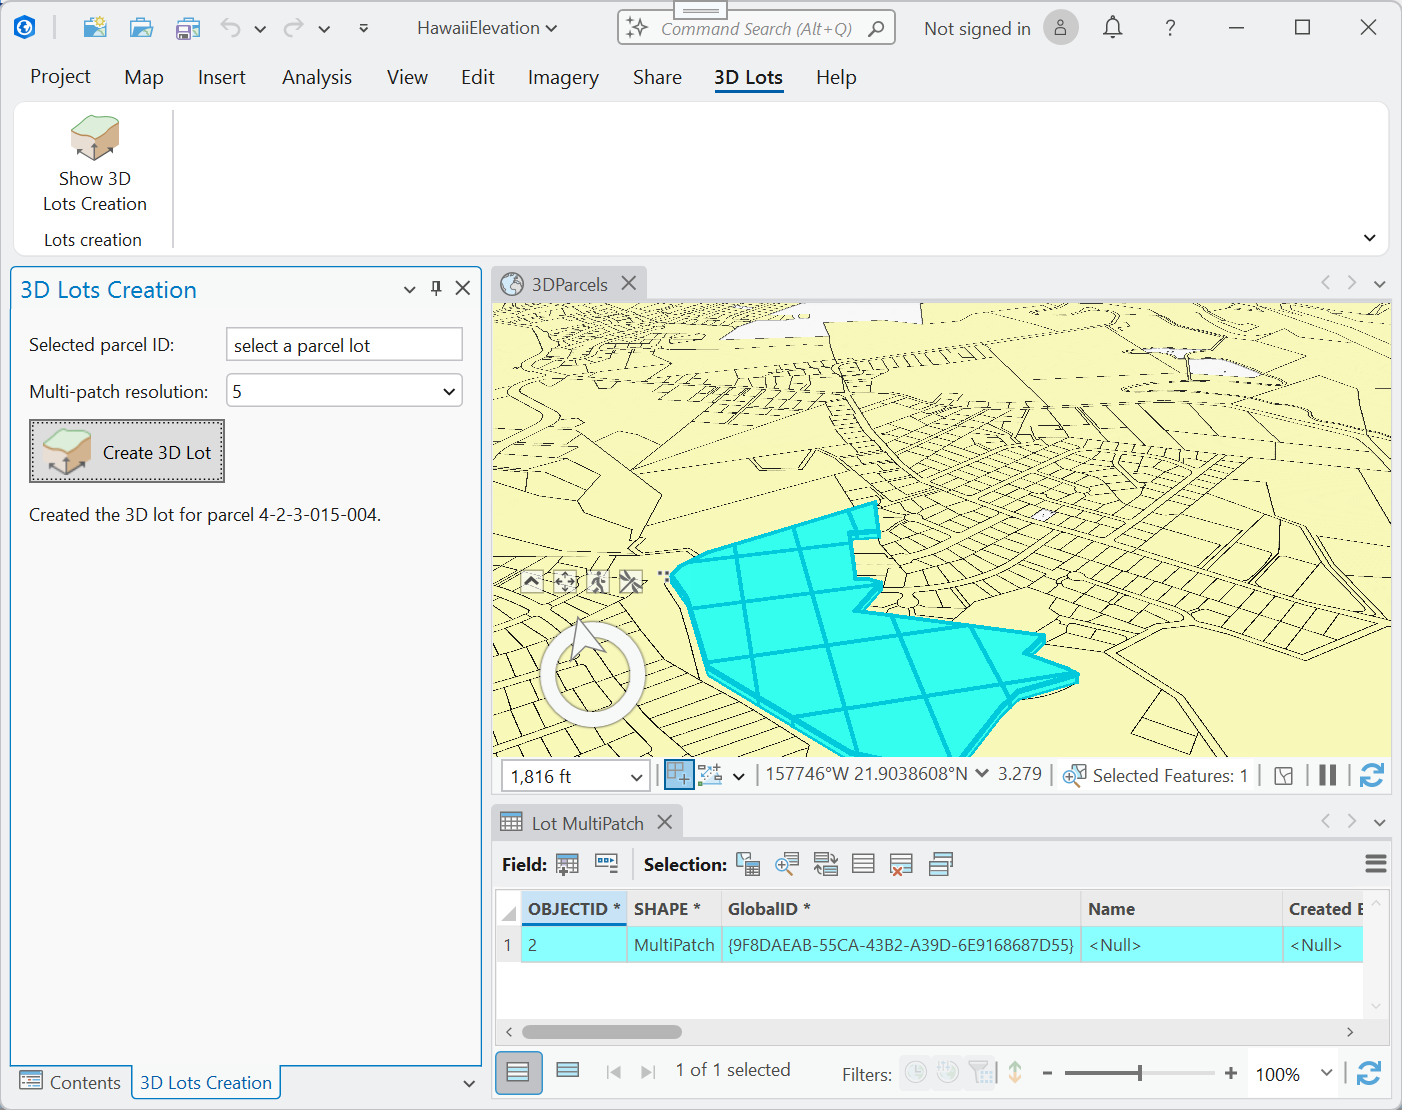 HawaiiElevation
Command Search (Alt+Q)
Not signed in
?
Project Map Insert Analysis View Edit Imagery Share 3D Lots Help
Show 3D
Lots Creation
Lots creation
3D Lots Creation
Selected parcel ID: select a parcel lot
Multi-patch resolution: 5
Create 3D Lot
Created the 3D lot for parcel 4-2-3-015-004.
Contents 3D Lots Creation
3DParcels
1,816 ft
157746°W 21.9038608°N 3.279
Selected Features: 1
Lot MultiPatch
Field: Selection:
OBJECTID * SHAPE * GlobalID * Name Created E
1 2 MultiPatch {9F8DAEAB-55CA-43B2-A39D-6E9168687D55} <Null> <Null>
1 of 1 selected Filters: - + 100%